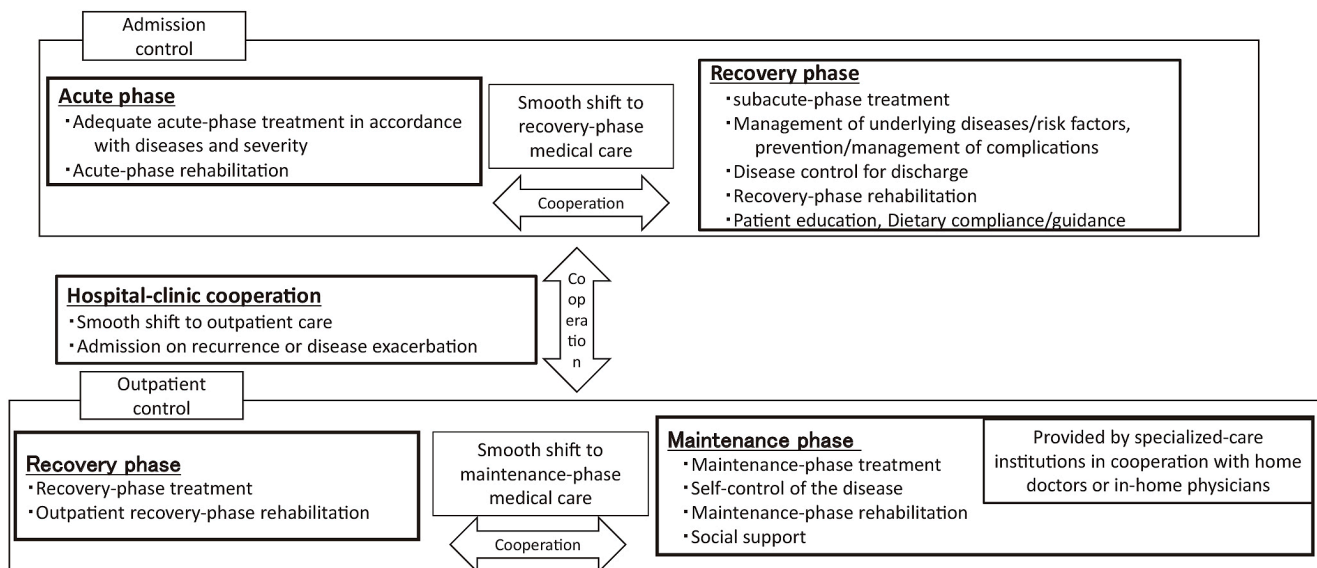 Admission
control
Acute phase
・Adequate acute-phase treatment in accordance
with diseases and severity
・Acute-phase rehabilitation
Smooth shift to
recovery-phase
medical care
Cooperation
Recovery phase
・subacute-phase treatment
・Management of underlying diseases/risk factors,
prevention/management of complications
・Disease control for discharge
・Recovery-phase rehabilitation
・Patient education, Dietary compliance/guidance
Hospital-clinic cooperation
・Smooth shift to outpatient care
・Admission on recurrence or disease exacerbation
Co
op
era
tio
n
Outpatient
control
Recovery phase
・Recovery-phase treatment
・Outpatient recovery-phase rehabilitation
Smooth shift to
maintenance-phase
medical care
Cooperation
Maintenance phase
・Maintenance-phase treatment
・Self-control of the disease
・Maintenance-phase rehabilitation
・Social support
Provided by specialized-care
institutions in cooperation with home
doctors or in-home physicians